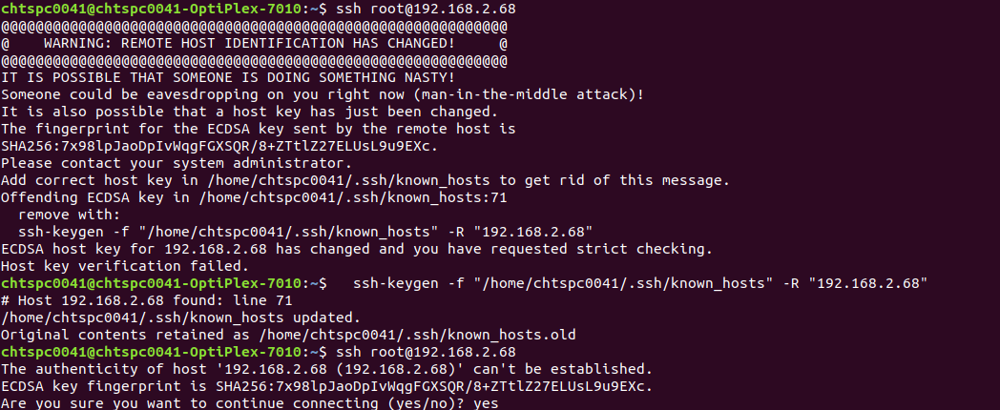 chtspc0041@chtspc0041-OptiPlex-7010:~$ ssh root@192.168.2.68
@@@@@@@@@@@@@@@@@@@@@@@@@@@@@@@@@@@@@@@@@@@@@@@@@@@@@@@@@@@
@    WARNING: REMOTE HOST IDENTIFICATION HAS CHANGED!     @
@@@@@@@@@@@@@@@@@@@@@@@@@@@@@@@@@@@@@@@@@@@@@@@@@@@@@@@@@@@
IT IS POSSIBLE THAT SOMEONE IS DOING SOMETHING NASTY!
Someone could be eavesdropping on you right now (man-in-the-middle attack)!
It is also possible that a host key has just been changed.
The fingerprint for the ECDSA key sent by the remote host is
SHA256:7x98lpJaoDpIvWqgFGXSQR/8+ZTtlZ27ELUsL9u9EXc.
Please contact your system administrator.
Add correct host key in /home/chtspc0041/.ssh/known_hosts to get rid of this message.
Offending ECDSA key in /home/chtspc0041/.ssh/known_hosts:71
  remove with:
  ssh-keygen -f "/home/chtspc0041/.ssh/known_hosts" -R "192.168.2.68"
ECDSA host key for 192.168.2.68 has changed and you have requested strict checking.
Host key verification failed.
chtspc0041@chtspc0041-OptiPlex-7010:~$   ssh-keygen -f "/home/chtspc0041/.ssh/known_hosts" -R "192.168.2.68"
# Host 192.168.2.68 found: line 71
/home/chtspc0041/.ssh/known_hosts updated.
Original contents retained as /home/chtspc0041/.ssh/known_hosts.old
chtspc0041@chtspc0041-OptiPlex-7010:~$ ssh root@192.168.2.68
The authenticity of host '192.168.2.68 (192.168.2.68)' can't be established.
ECDSA key fingerprint is SHA256:7x98lpJaoDpIvWqgFGXSQR/8+ZTtlZ27ELUsL9u9EXc.
Are you sure you want to continue connecting (yes/no)? yes